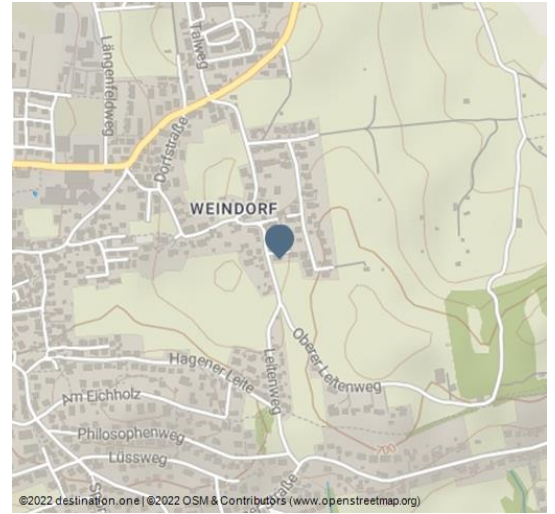 Talweg
Längenfeldweg
Dorfstraße
WEINDORF
Oberer Leitenweg
Leitenweg
Hagener Leite
Am Eichholz
Philosophenweg
Lüssweg
700
©2022 destination.one | ©2022 OSM & Contributors (www.openstreetmap.org)